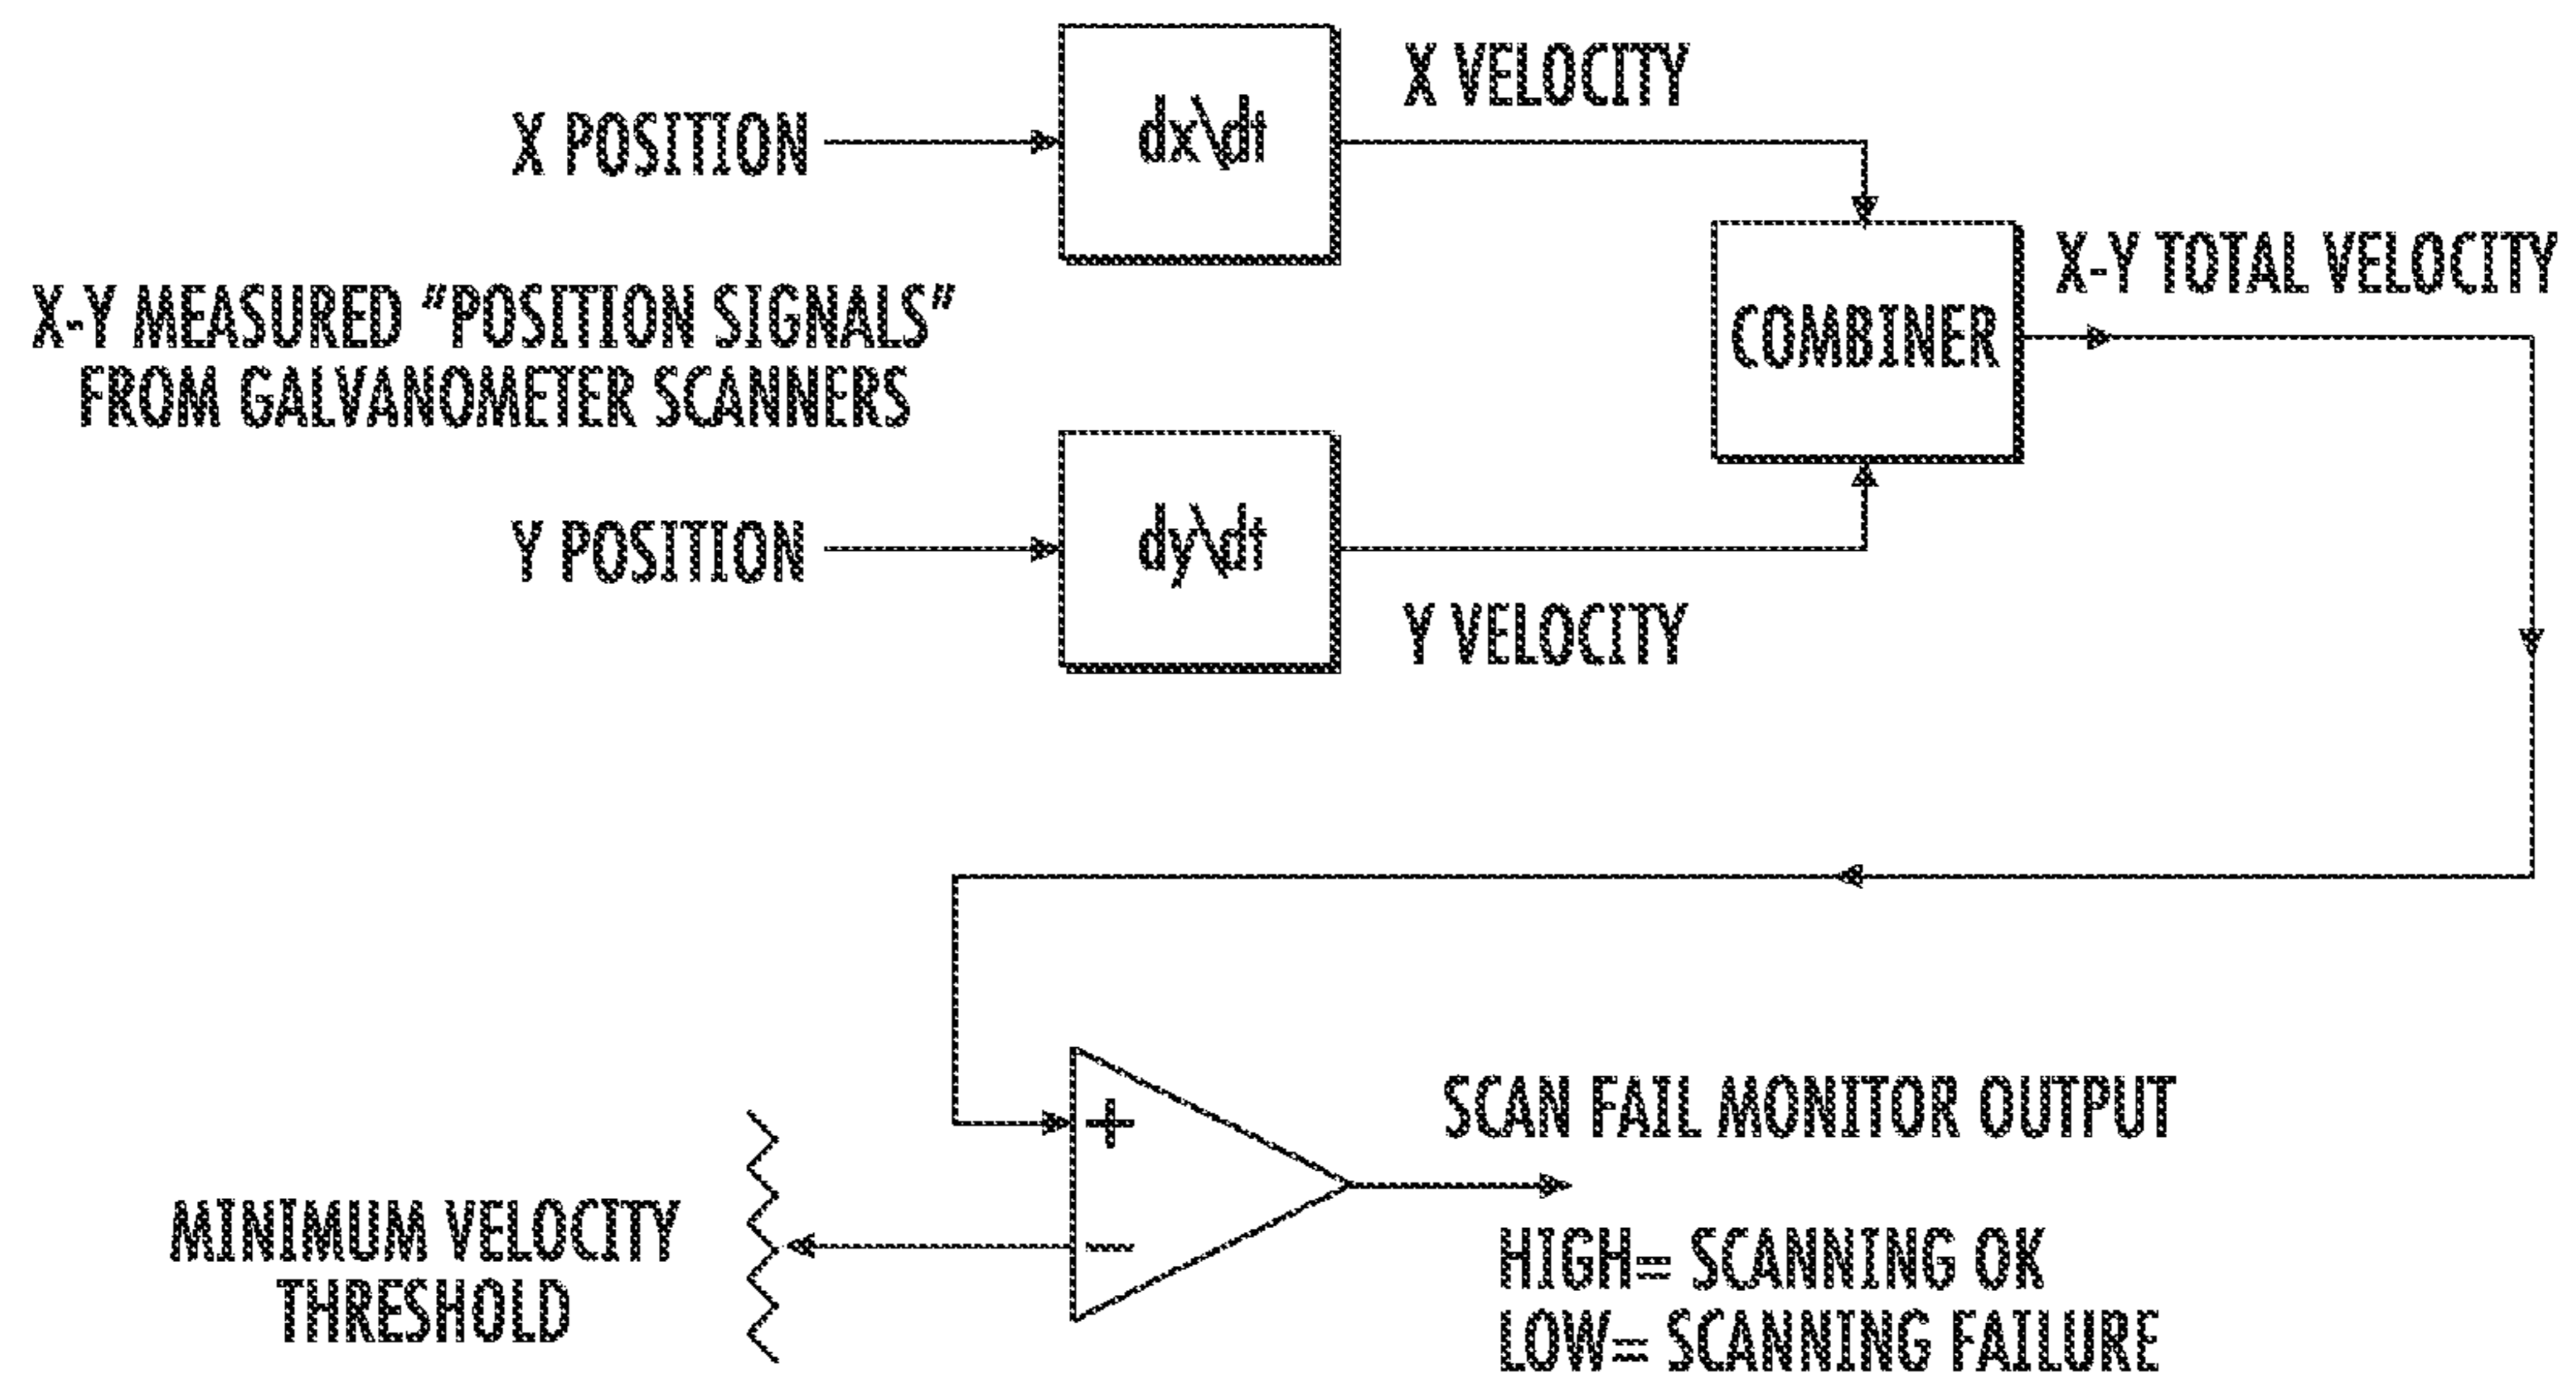 X VELOCITY
dx\dt
X POSITION
X-Y TOTAL VELOCITY
X-Y MEASURED "POSITION SIGNALS"
FROM GALVANOMETER SCANNERS
COMBINER
Y POSITION
dy\dt
Y VELOCITY
+
SCAN FAIL MONITOR OUTPUT
MINIMUM VELOCITY
THRESHOLD
−
HIGH= SCANNING OK
LOW= SCANNING FAILURE